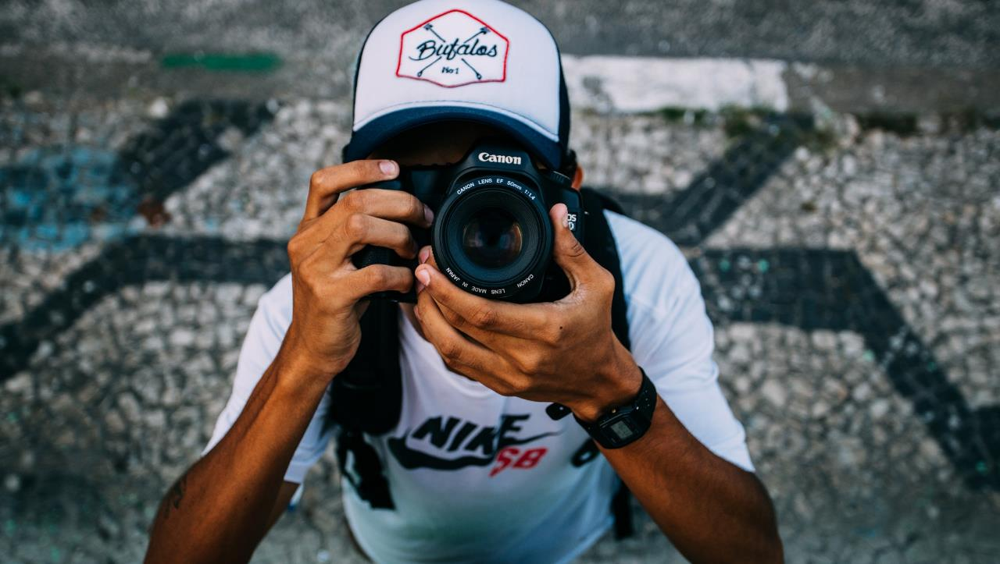 Bufalos
No1
Canon
CANON LENS EF 50mm 1:1.4
CANON LENS MADE IN JAPAN
NIKE
SB